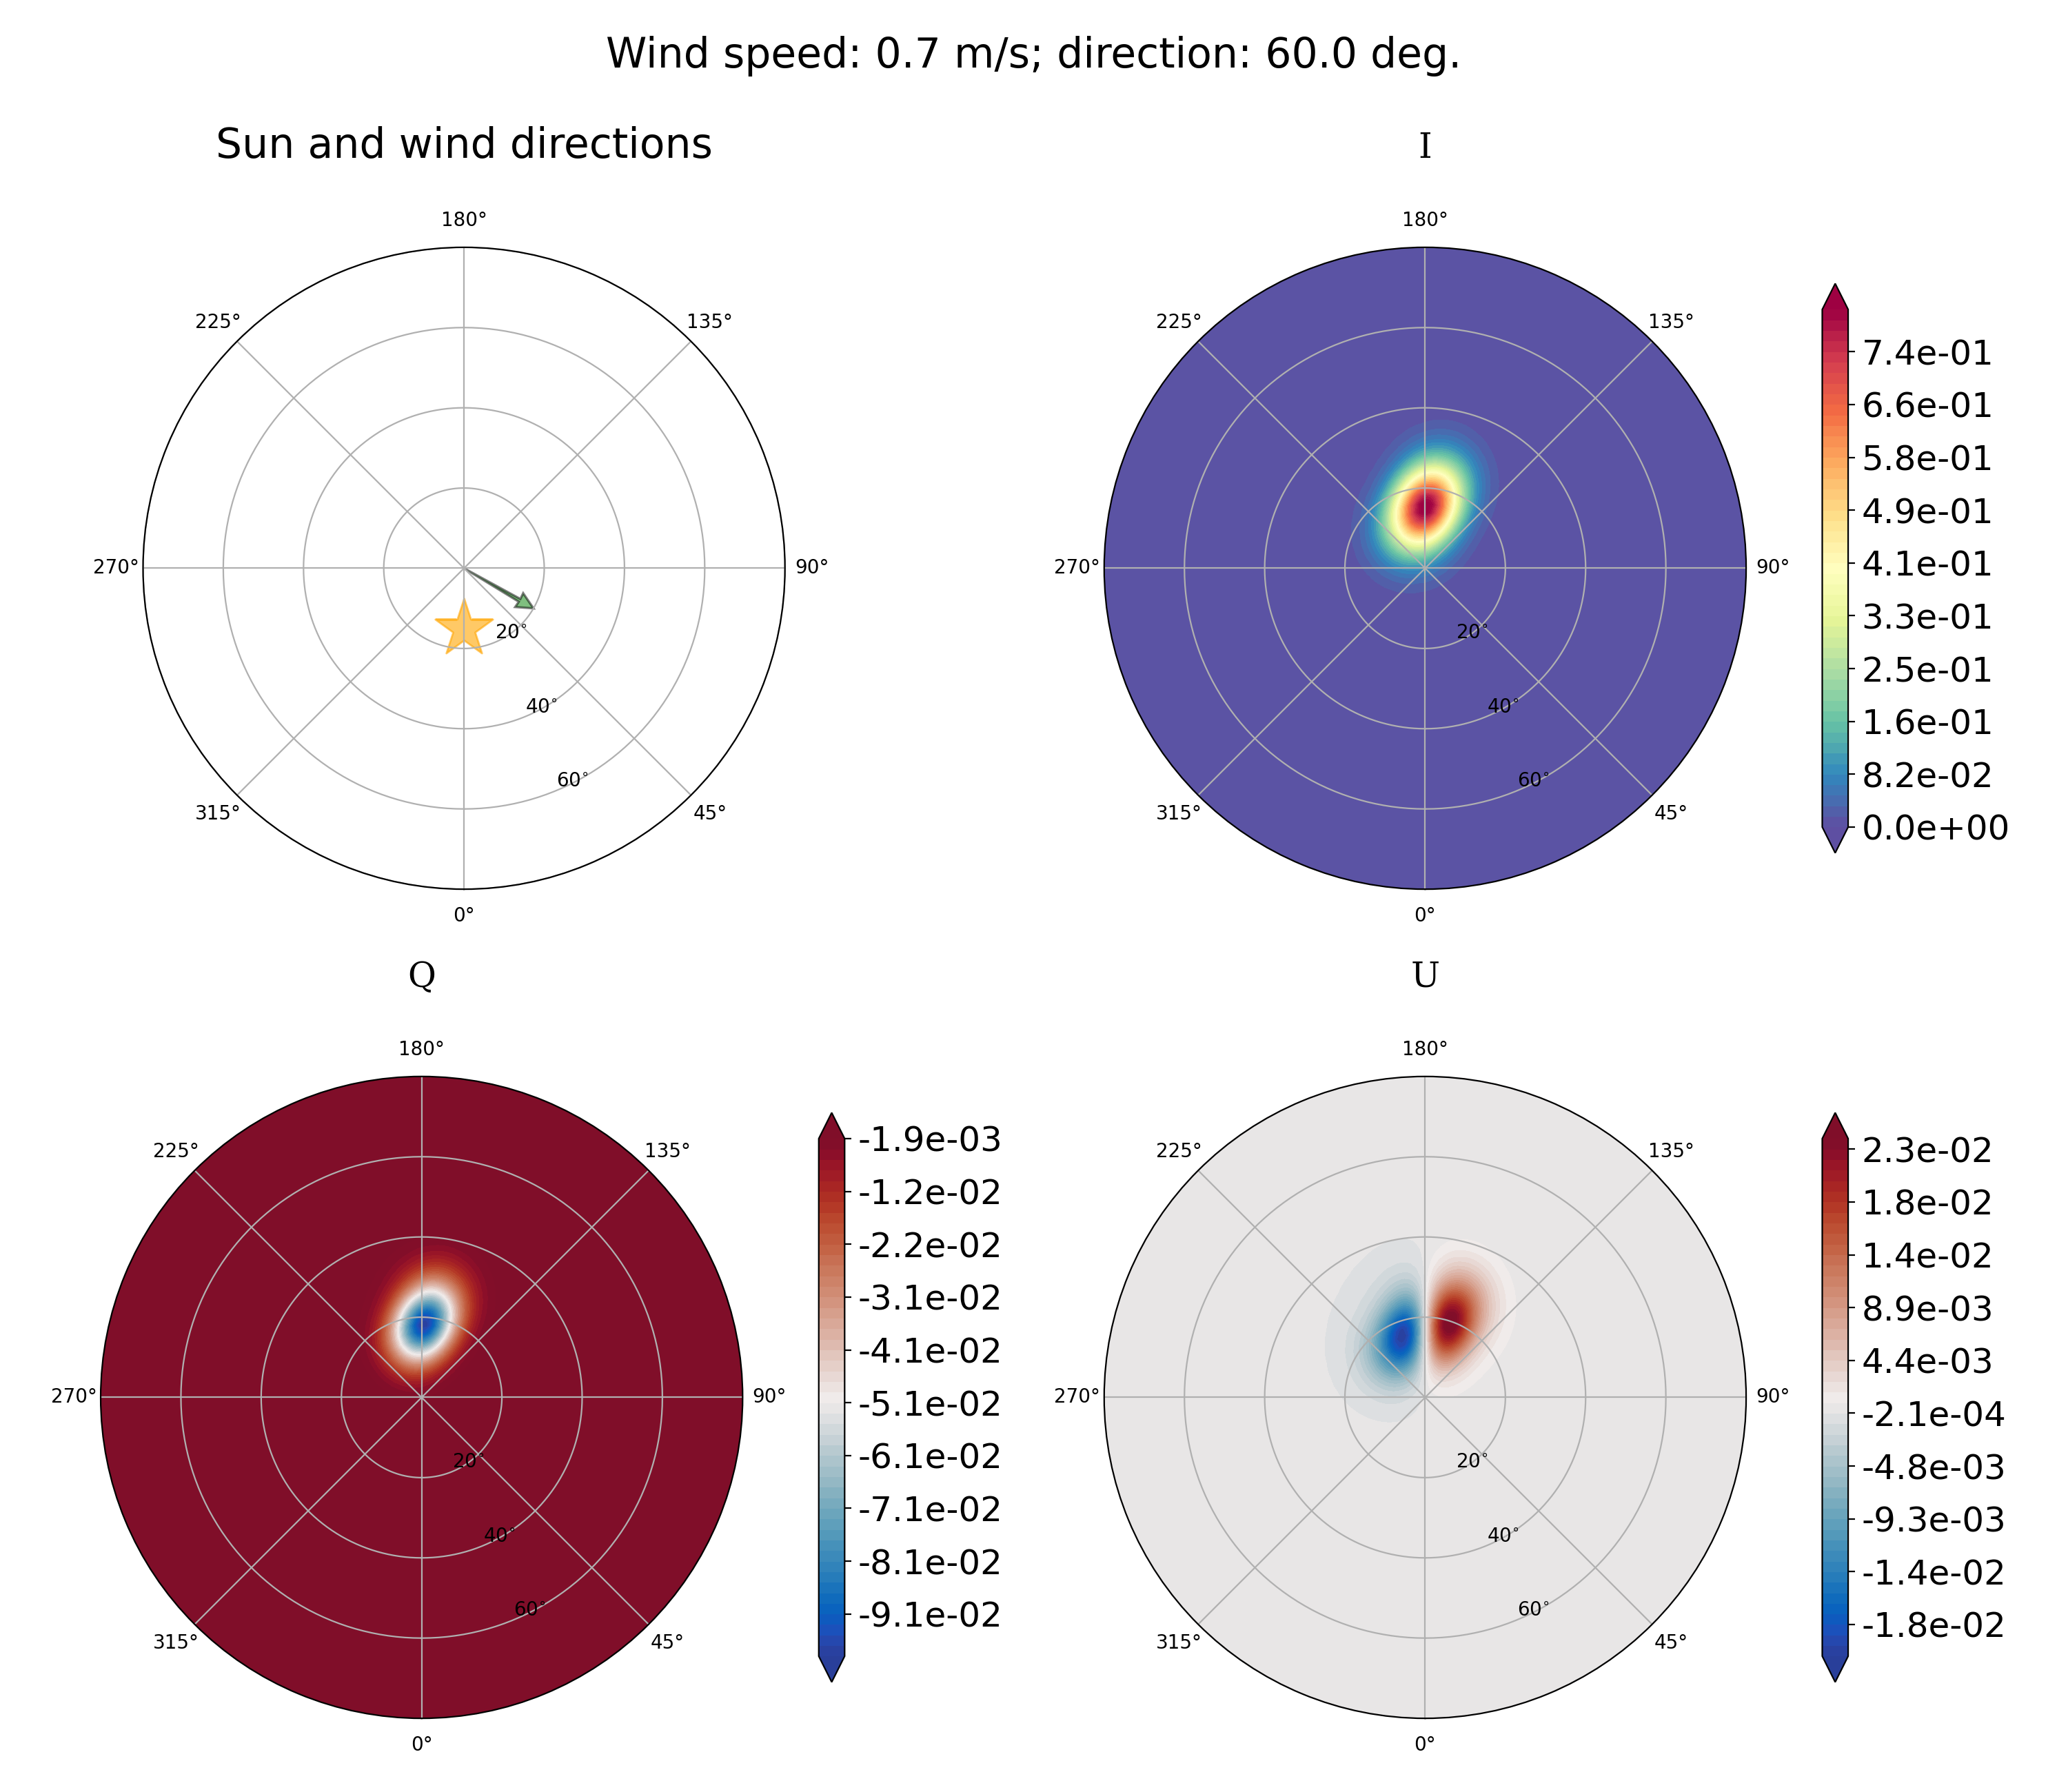 Wind speed: 0.7 m/s; direction: 60.0 deg.
Sun and wind directions
180°
225°
135°
270°
90°
20°
40°
60°
315°
45°
0°
I
180°
225°
135°
270°
90°
20°
40°
60°
315°
45°
0°
7.4e-01
6.6e-01
5.8e-01
4.9e-01
4.1e-01
3.3e-01
2.5e-01
1.6e-01
8.2e-02
0.0e+00
Q
180°
225°
135°
270°
90°
20°
40°
60°
315°
45°
0°
-1.9e-03
-1.2e-02
-2.2e-02
-3.1e-02
-4.1e-02
-5.1e-02
-6.1e-02
-7.1e-02
-8.1e-02
-9.1e-02
U
180°
225°
135°
270°
90°
20°
40°
60°
315°
45°
0°
2.3e-02
1.8e-02
1.4e-02
8.9e-03
4.4e-03
-2.1e-04
-4.8e-03
-9.3e-03
-1.4e-02
-1.8e-02